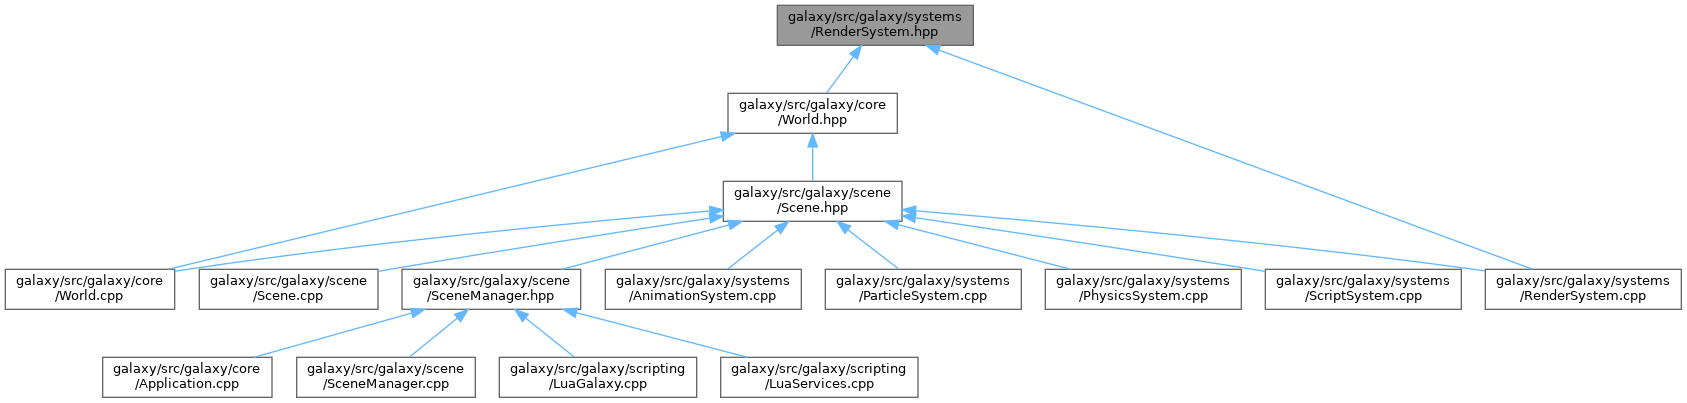 galaxy/src/galaxy/systems
/RenderSystem.hpp
galaxy/src/galaxy/core
/World.hpp
galaxy/src/galaxy/scene
/Scene.hpp
galaxy/src/galaxy/core
/World.cpp
galaxy/src/galaxy/scene
/Scene.cpp
galaxy/src/galaxy/scene
/SceneManager.hpp
galaxy/src/galaxy/systems
/AnimationSystem.cpp
galaxy/src/galaxy/systems
/ParticleSystem.cpp
galaxy/src/galaxy/systems
/PhysicsSystem.cpp
galaxy/src/galaxy/systems
/ScriptSystem.cpp
galaxy/src/galaxy/systems
/RenderSystem.cpp
galaxy/src/galaxy/core
/Application.cpp
galaxy/src/galaxy/scene
/SceneManager.cpp
galaxy/src/galaxy/scripting
/LuaGalaxy.cpp
galaxy/src/galaxy/scripting
/LuaServices.cpp